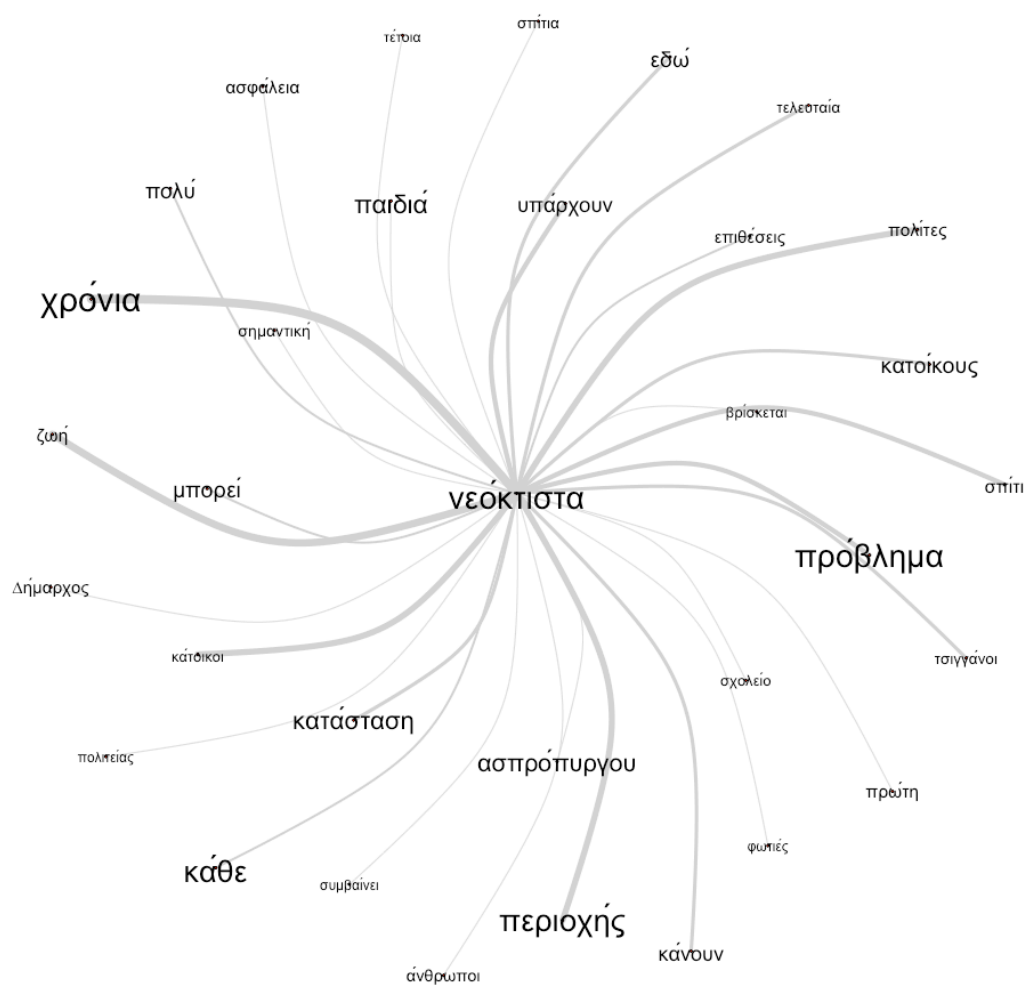 σπίτια
τέτοια
εδώ
ασφάλεια
τελευταία
πολύ
παιδιά
υπάρχουν
πολίτες
επιθέσεις
χρόνια
σημαντική
κατοίκους
βρίσκεται
ζωή
σπίτι
μπορεί
νεόκτιστα
πρόβλημα
Δήμαρχος
κάτοικοι
τσιγγάνοι
σχολείο
κατάσταση
πολιτείας
ασπρόπυργου
πρώτη
φωτιές
κάθε
συμβαίνει
περιοχής
κάνουν
άνθρωποι